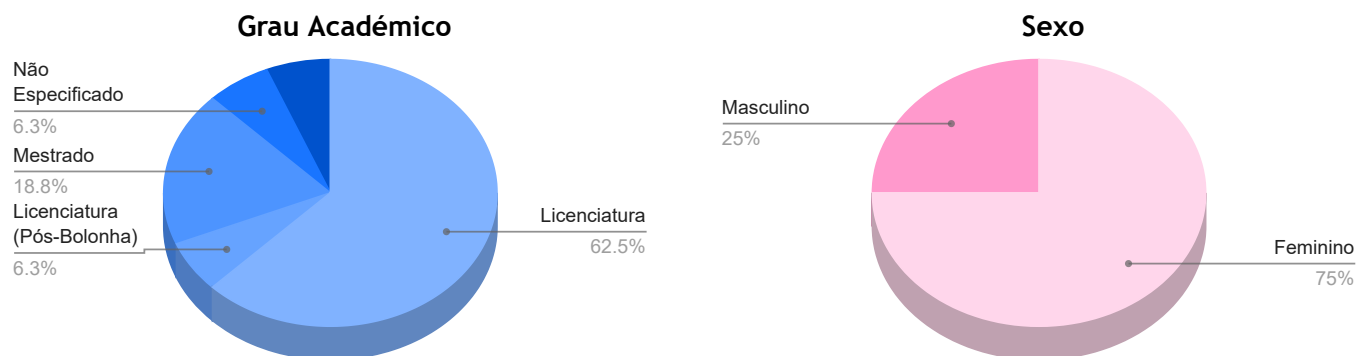 Grau Académico
Não
Especificado
6.3%
Mestrado
18.8%
Licenciatura
(Pós-Bolonha)
6.3%
Licenciatura
62.5%
Sexo
Masculino
25%
Feminino
75%